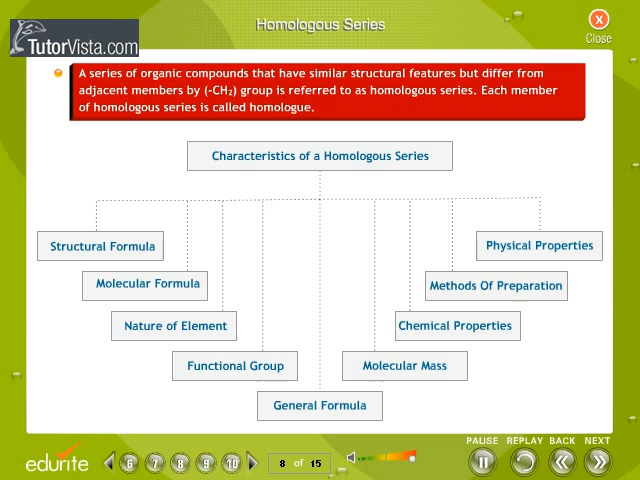 Homologous Series
TutorVista.com
Close
A series of organic compounds that have similar structural features but differ from
adjacent members by (-CH₂) group is referred to as homologous series. Each member
of homologous series is called homologue.
Characteristics of a Homologous Series
Structural Formula
Physical Properties
Molecular Formula
Methods Of Preparation
Nature of Element
Chemical Properties
Functional Group
Molecular Mass
General Formula
PAUSE REPLAY BACK NEXT
edurite
6 7 8 9 10
8 of 15